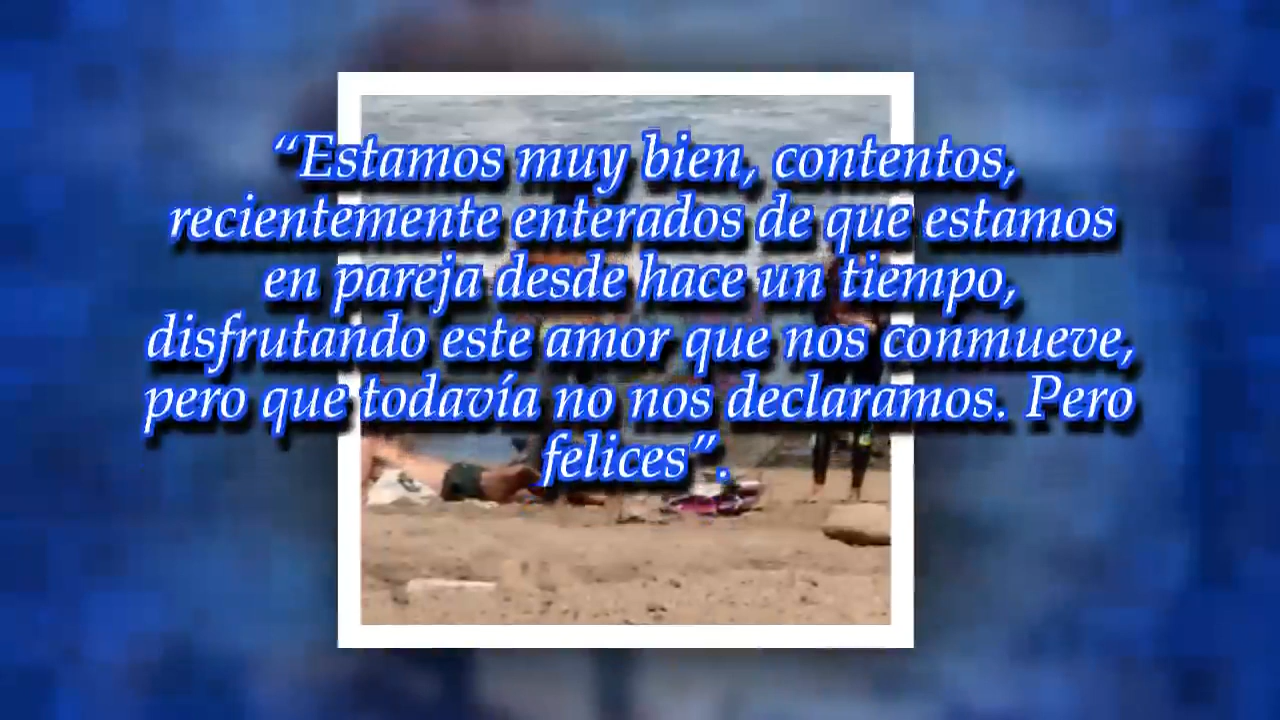 “Estamos muy bien, contentos,
recientemente enterados de que estamos
en pareja desde hace un tiempo,
disfrutando este amor que nos conmueve,
pero que todavía no nos declaramos. Pero
felices”.